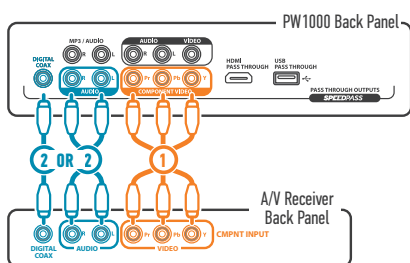 PW1000 Back Panel
MP3 / AUDIO
AUDIO
VIDEO
R
L
R
L
HDMI
PASS THROUGH
USB
PASS THROUGH
DIGITAL
COAX
R
L
Pr
Pb
Y
AUDIO
COMPONENT VIDEO
PASS THROUGH OUTPUTS
SPEEDPASS
2 OR 2
1
A/V Receiver
Back Panel
R
L
Pr
Pb
Y
CMPNT INPUT
DIGITAL
COAX
AUDIO
VIDEO